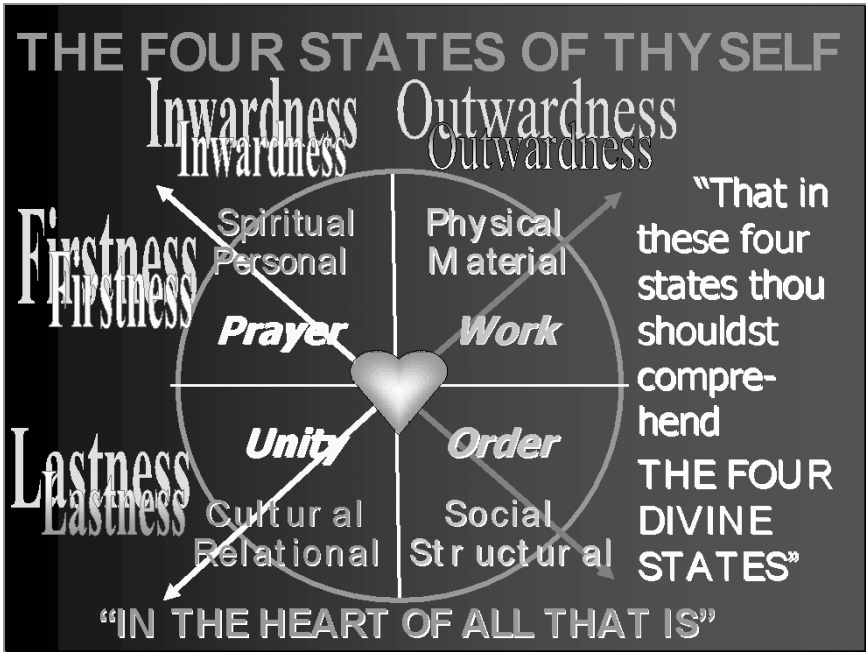 THE FOUR STATES OF THYSELF
Inwardness Outwardness
Inwardness Outwardness
Firstness
Firstness
Spiritual Physical
Personal Material
Prayer Work
Unity Order
Lastness
Lastness
Cultural Social
Relational Structural
“That in
these four
states thou
shouldst
compre-
hend
THE FOUR
DIVINE
STATES”
“IN THE HEART OF ALL THAT IS”